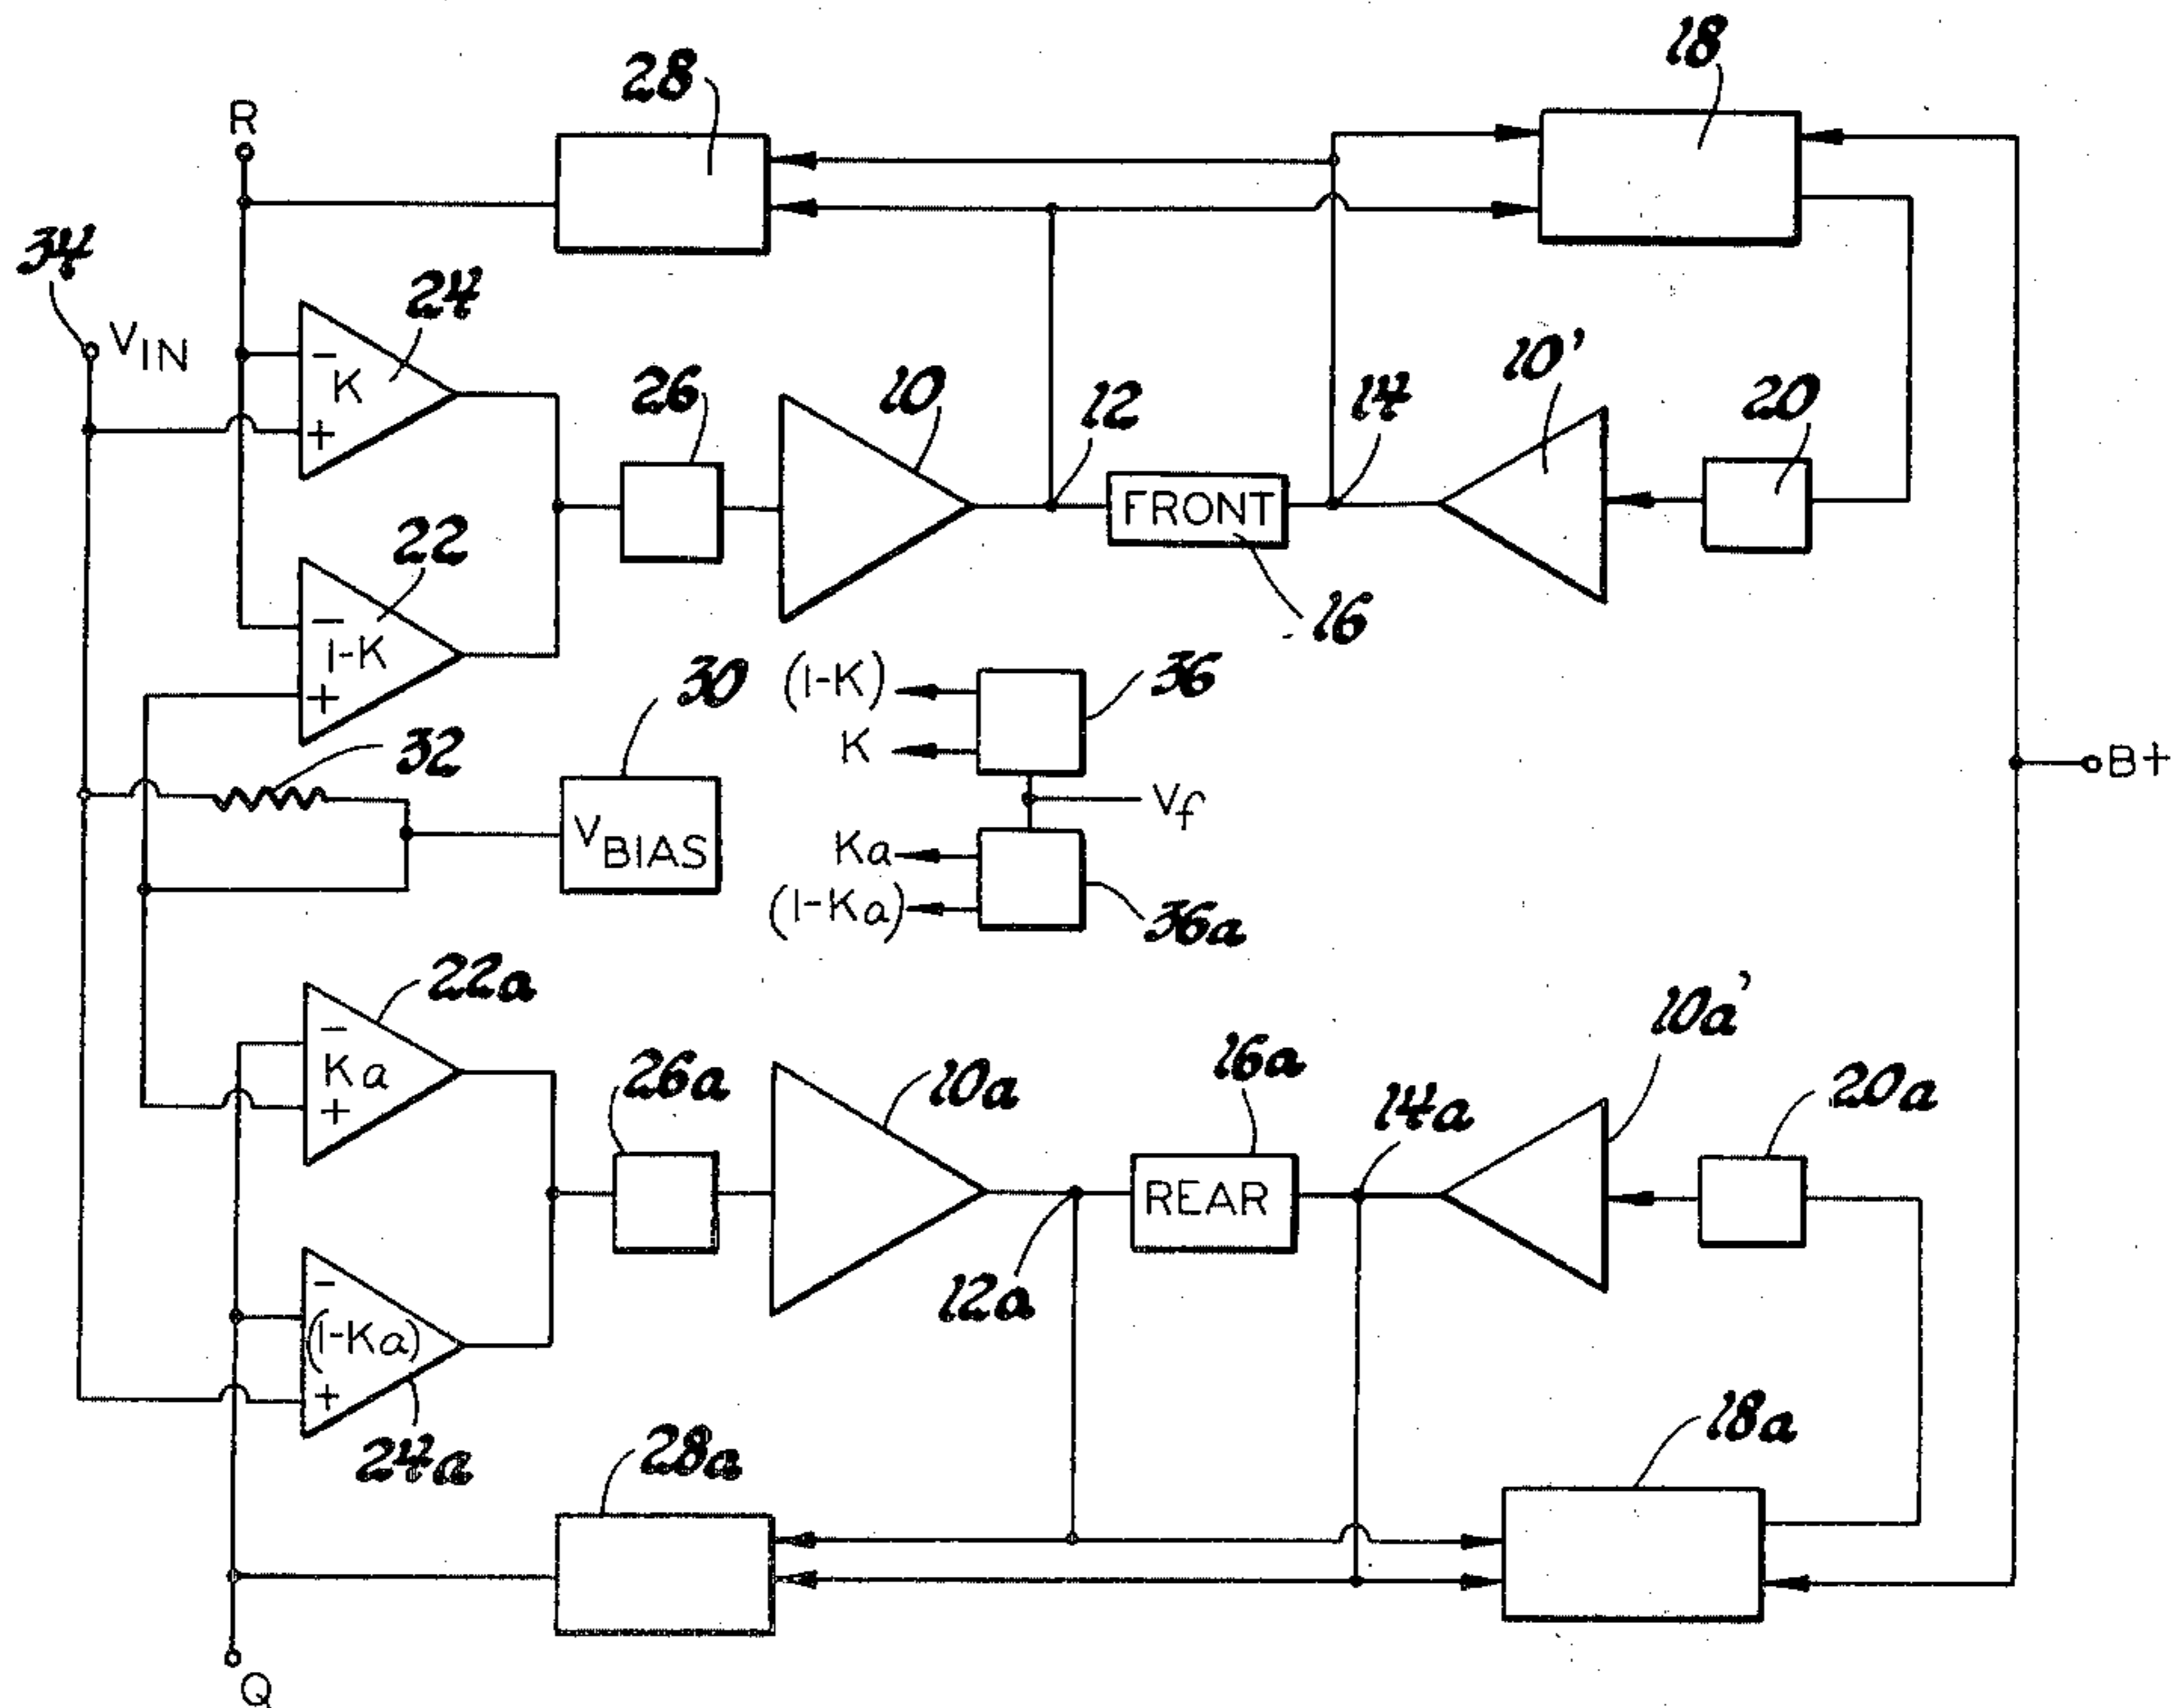 18
28
R
34
24
VIN
10'
-
K
26
10
12
14
20
+
22
FRONT
-
1-K
16
30
(1-K)
36
+
32
K
B+
Vf
VBIAS
Ka
(1-Ka)
36a
22a
10a'
-
Ka
26a
10a
16a
14a
20a
+
REAR
-
12a
(1-Ka)
+
18a
24a
28a
Q